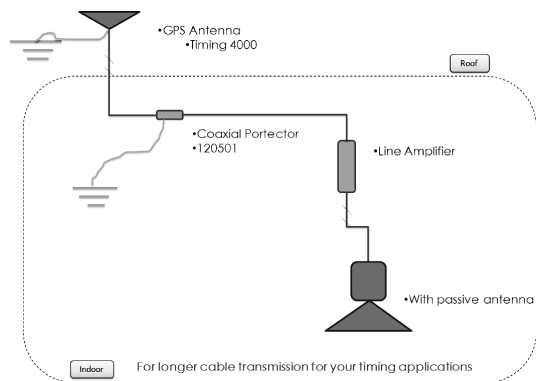 •GPS Antenna
•Timing 4000
Roof
•Coaxial Portector
•120501
•Line Amplifier
•With passive antenna
Indoor
For longer cable transmission for your timing applications